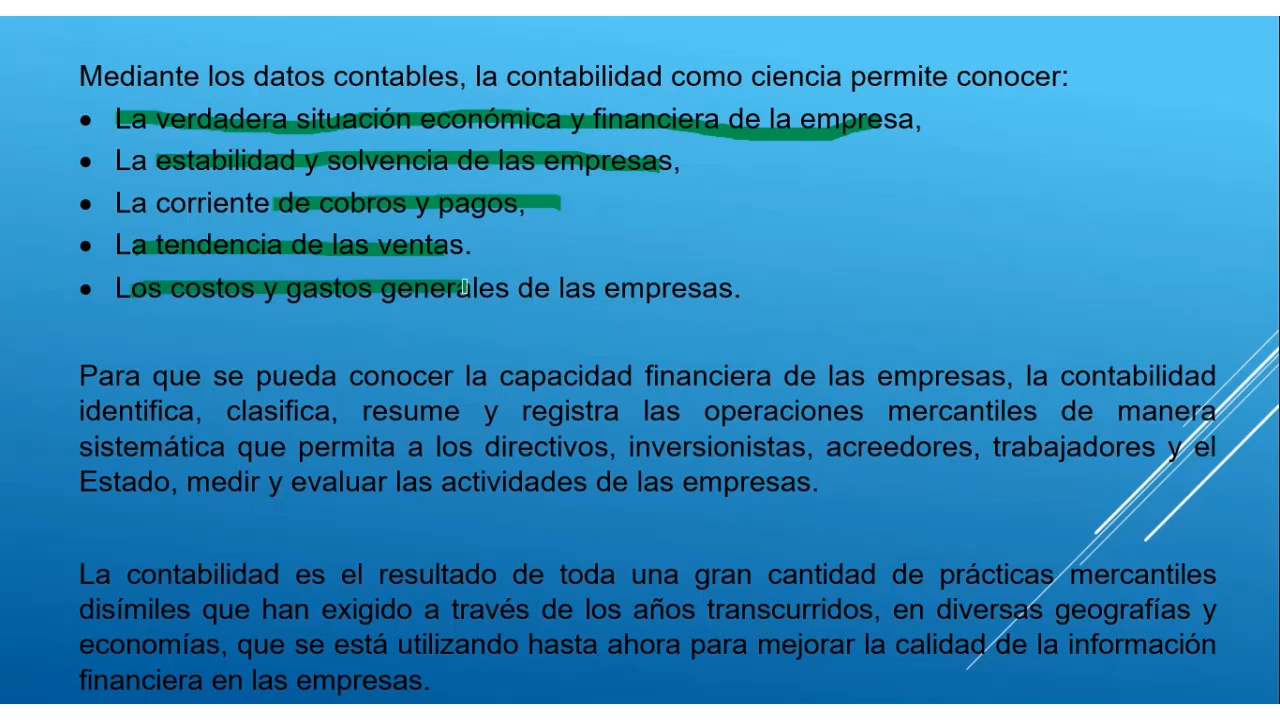 Mediante los datos contables, la contabilidad como ciencia permite conocer:
• La verdadera situación económica y financiera de la empresa,
• La estabilidad y solvencia de las empresas,
• La corriente de cobros y pagos,
• La tendencia de las ventas.
• Los costos y gastos generales de las empresas.
Para que se pueda conocer la capacidad financiera de las empresas, la contabilidad
identifica, clasifica, resume y registra las operaciones mercantiles de manera
sistemática que permita a los directivos, inversionistas, acreedores, trabajadores y el
Estado, medir y evaluar las actividades de las empresas.
La contabilidad es el resultado de toda una gran cantidad de prácticas mercantiles
disímiles que han exigido a través de los años transcurridos, en diversas geografías y
economías, que se está utilizando hasta ahora para mejorar la calidad de la información
financiera en las empresas.